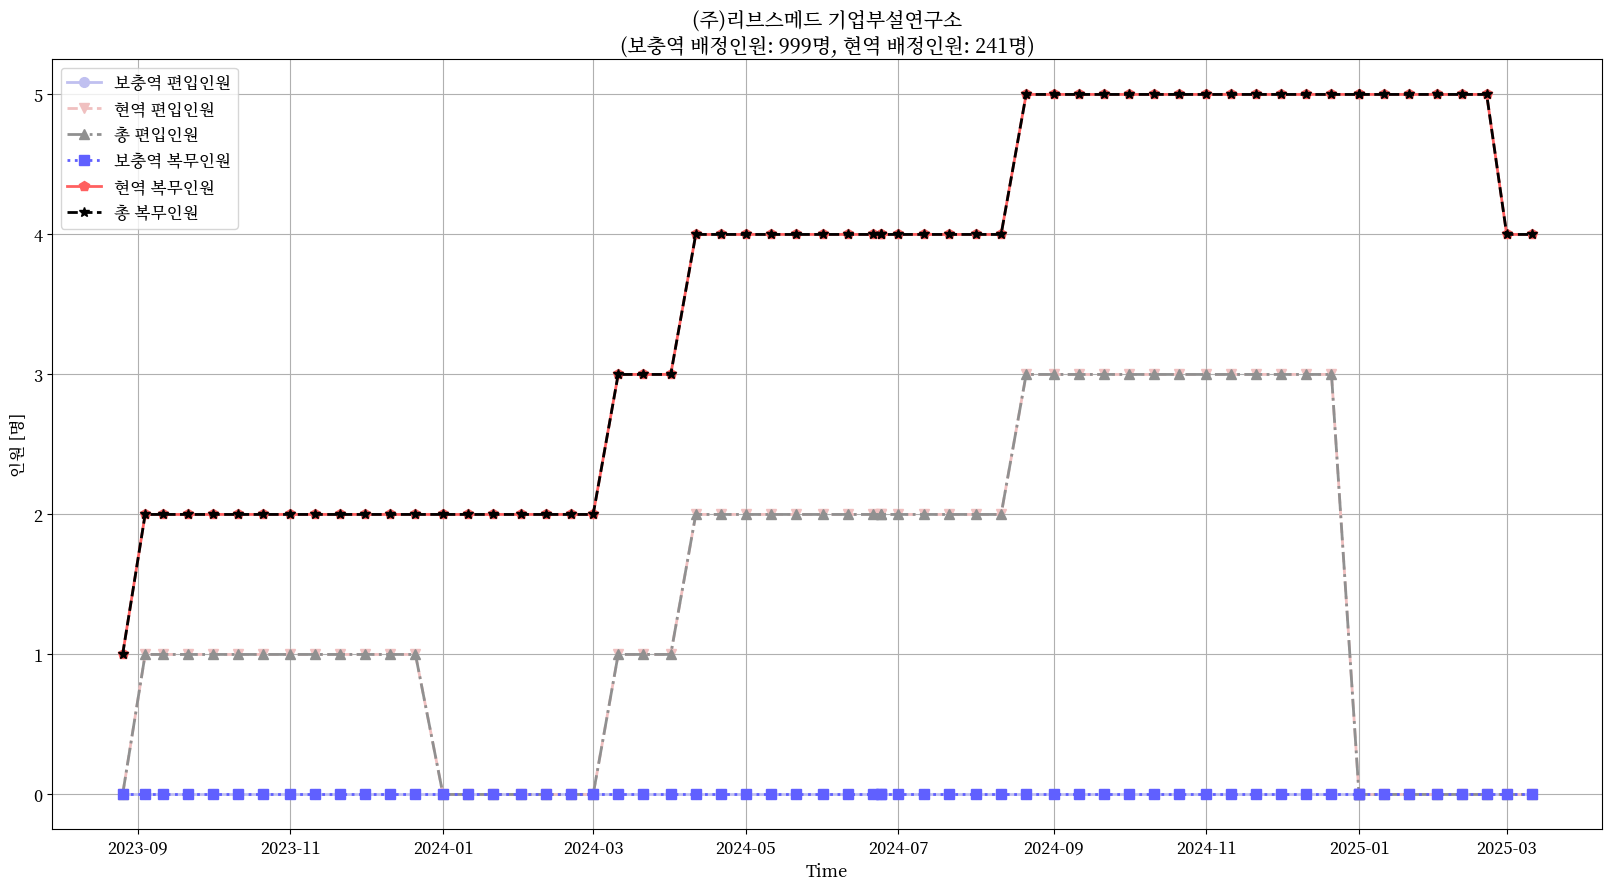 (주)리브스메드 기업부설연구소
(보충역 배정인원: 999명, 현역 배정인원: 241명)
보충역 편입인원
현역 편입인원
총 편입인원
보충역 복무인원
현역 복무인원
총 복무인원
인원 [명]
5
4
3
2
1
0
2023-09
2023-11
2024-01
2024-03
2024-05
2024-07
2024-09
2024-11
2025-01
2025-03
Time